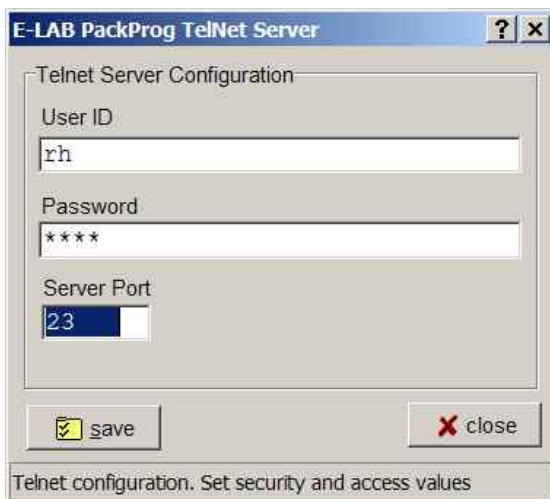 E-LAB PackProg TelNet Server
Telnet Server Configuration
User ID
rh
Password
****
Server Port
23
save
close
Telnet configuration. Set security and access values